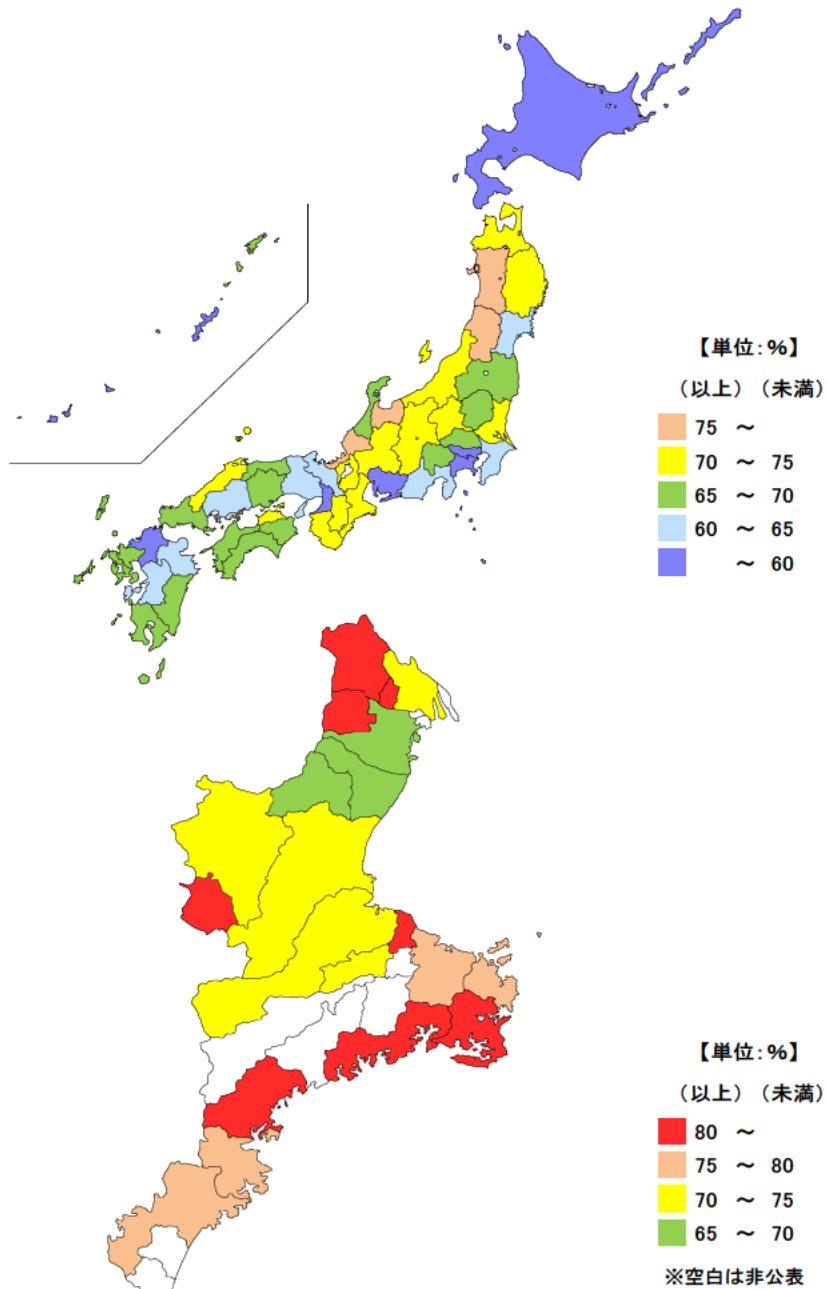 【単位：%】
（以上）（未満）
75 ～
70 ～ 75
65 ～ 70
60 ～ 65
～ 60
【単位：%】
（以上）（未満）
80 ～
75 ～ 80
70 ～ 75
65 ～ 70
※空白は非公表